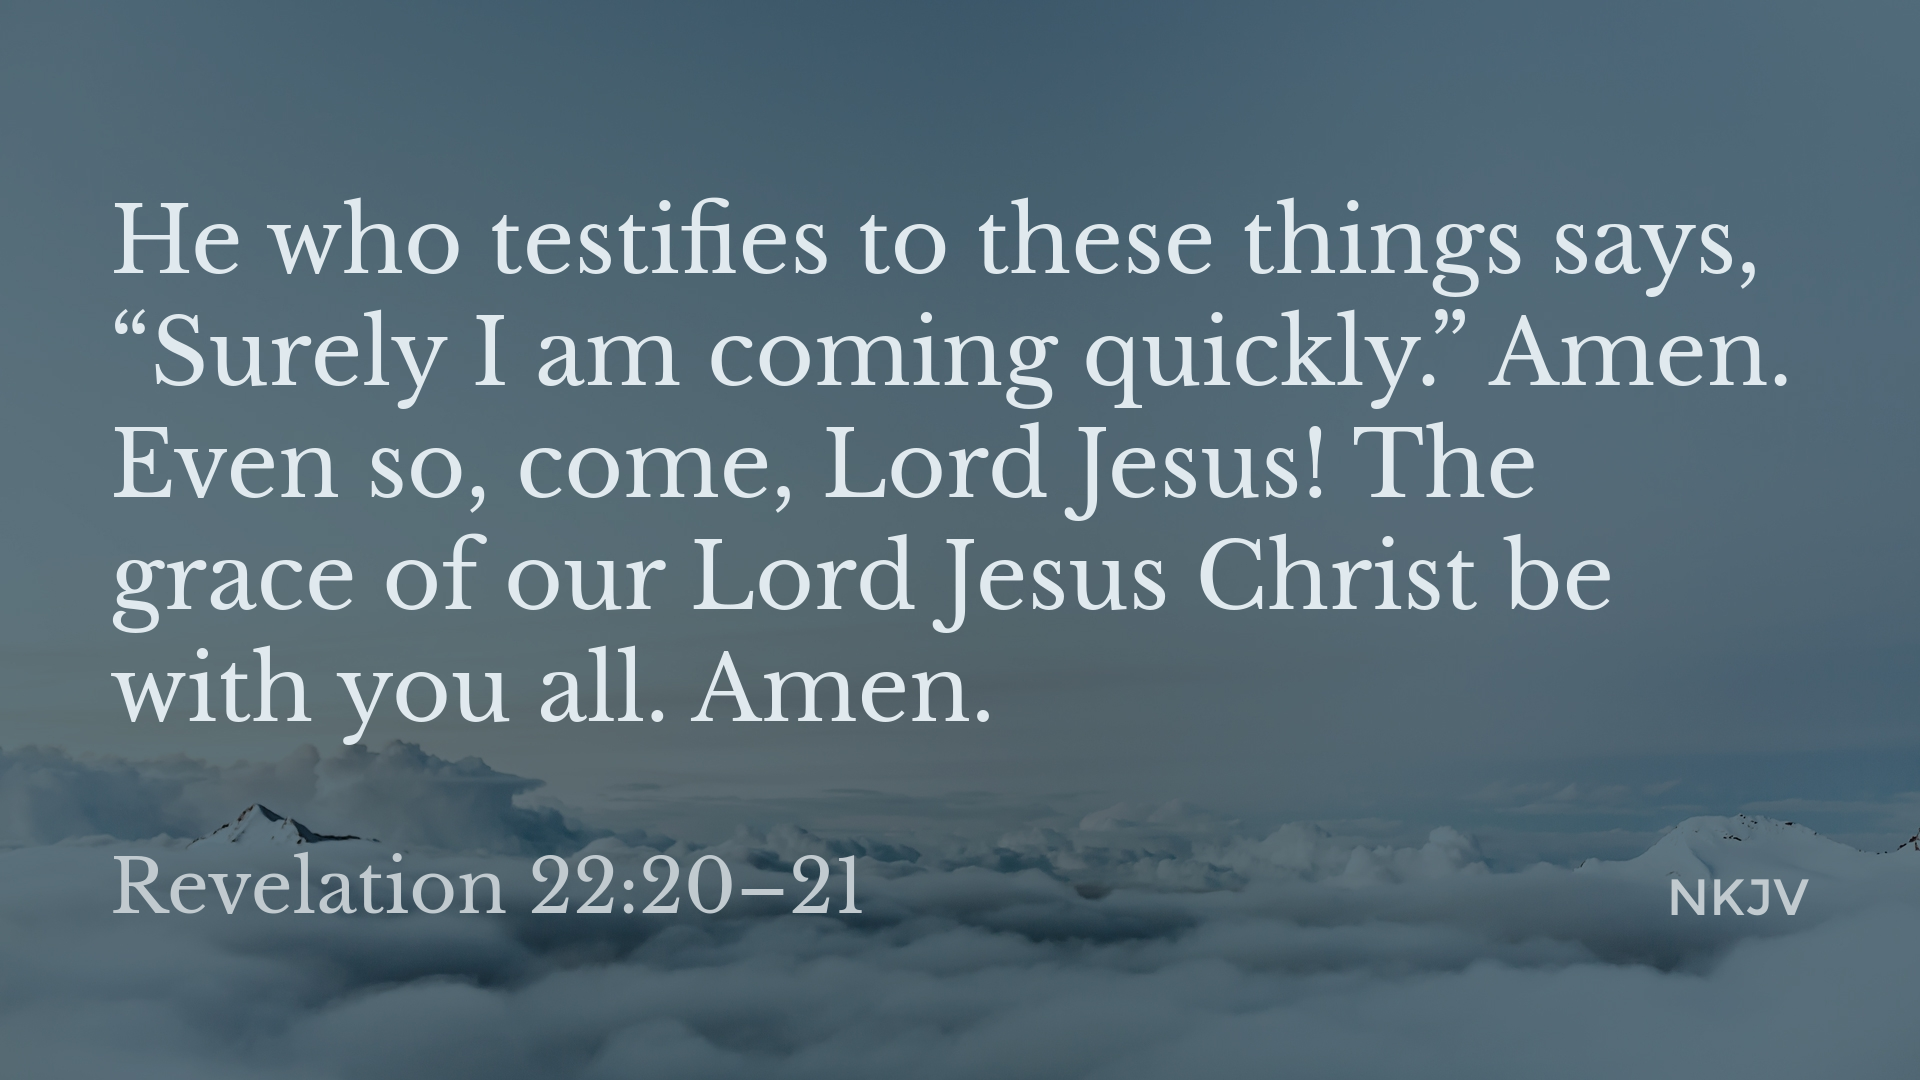 He who testifies to these things says,
“Surely I am coming quickly.” Amen.
Even so, come, Lord Jesus! The
grace of our Lord Jesus Christ be
with you all. Amen.
Revelation 22:20–21
NKJV